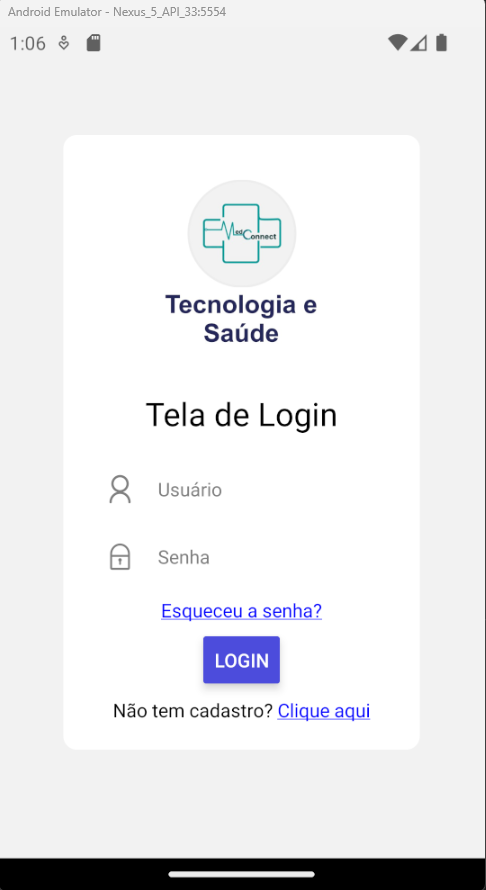 Android Emulator - Nexus_5_API_33:5554
1:06
MedConnect
Tecnologia e
Saúde
Tela de Login
Usuário
Senha
Esqueceu a senha?
LOGIN
Não tem cadastro? Clique aqui